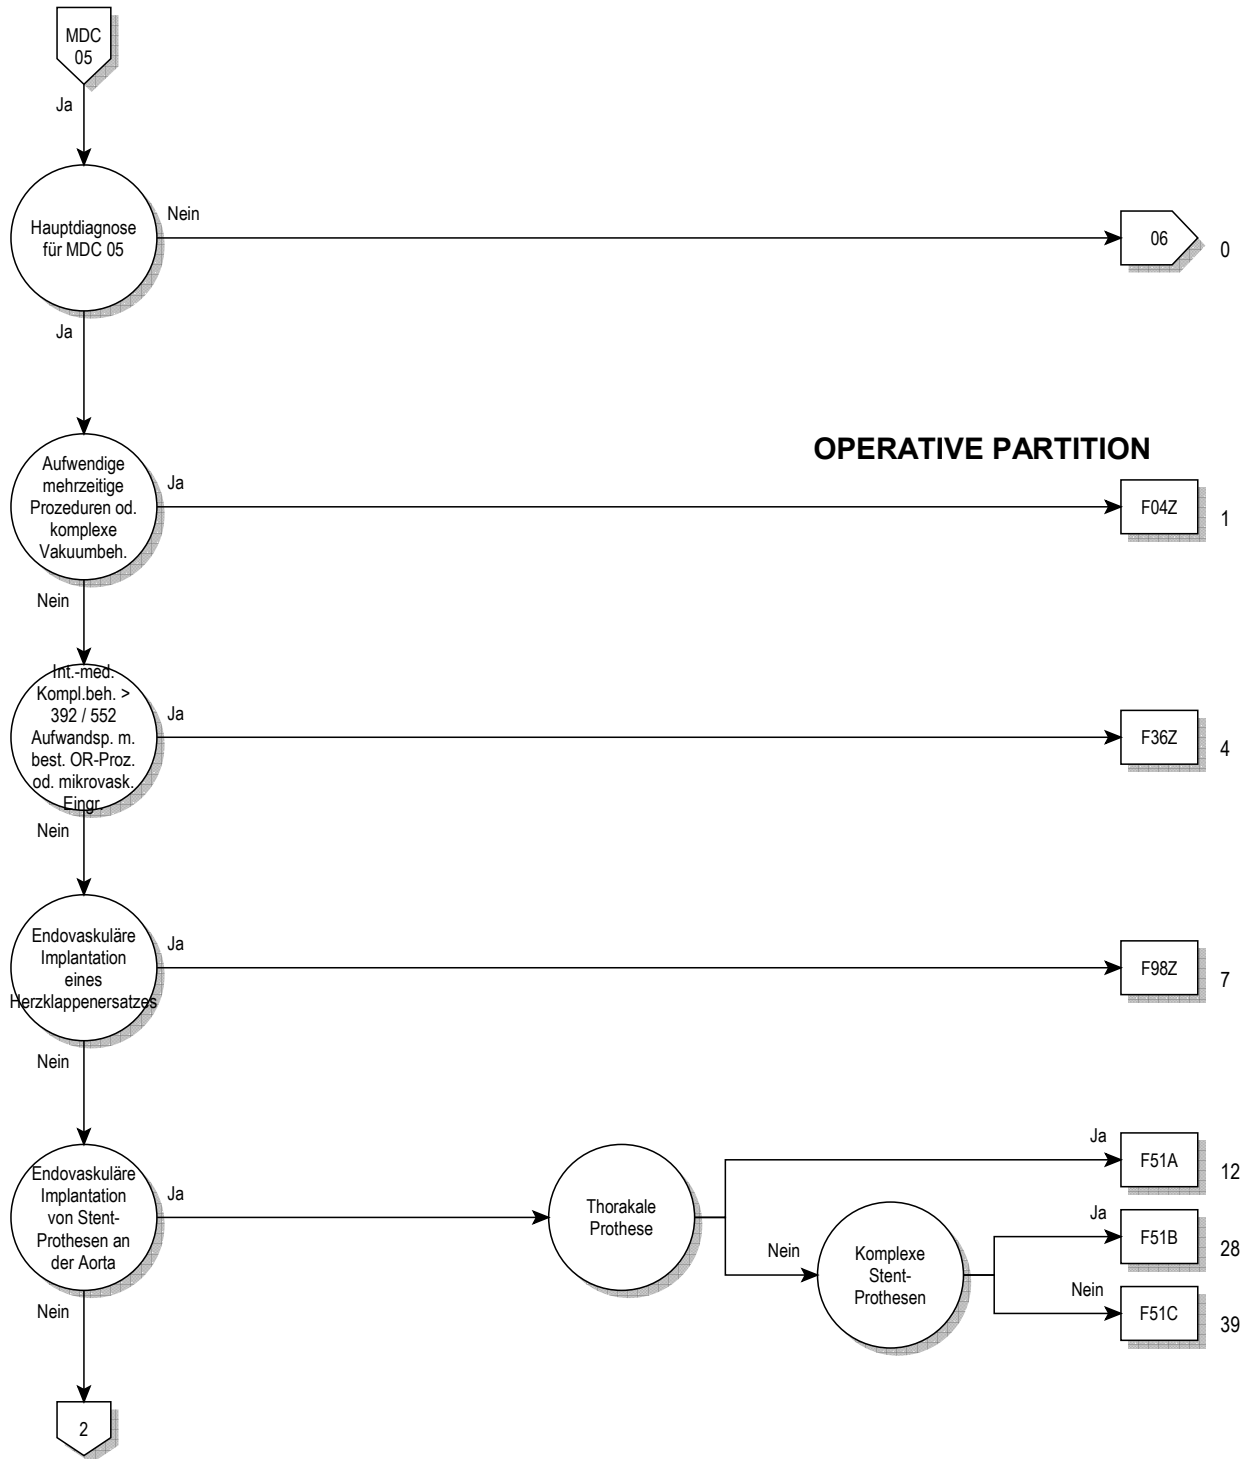 MDC
05
Ja
Hauptdiagnose
für MDC 05
Nein
06
0
Ja
OPERATIVE PARTITION
Aufwendige
mehrzeitige
Prozeduren od.
komplexe
Vakuumbeh.
Ja
F04Z
1
Nein
Int.-med.
Kompl.beh. >
392 / 552
Aufwandsp. m.
best. OR-Proz.
od. mikrovask.
Eingr.
Ja
F36Z
4
Nein
Endovaskuläre
Implantation
eines
Herzklappenersatzes
Ja
F98Z
7
Nein
Endovaskuläre
Implantation
von Stent-
Prothesen an
der Aorta
Ja
Thorakale
Prothese
Ja
F51A
12
Nein
Komplexe
Stent-
Prothesen
Ja
F51B
28
Nein
F51C
39
Nein
2